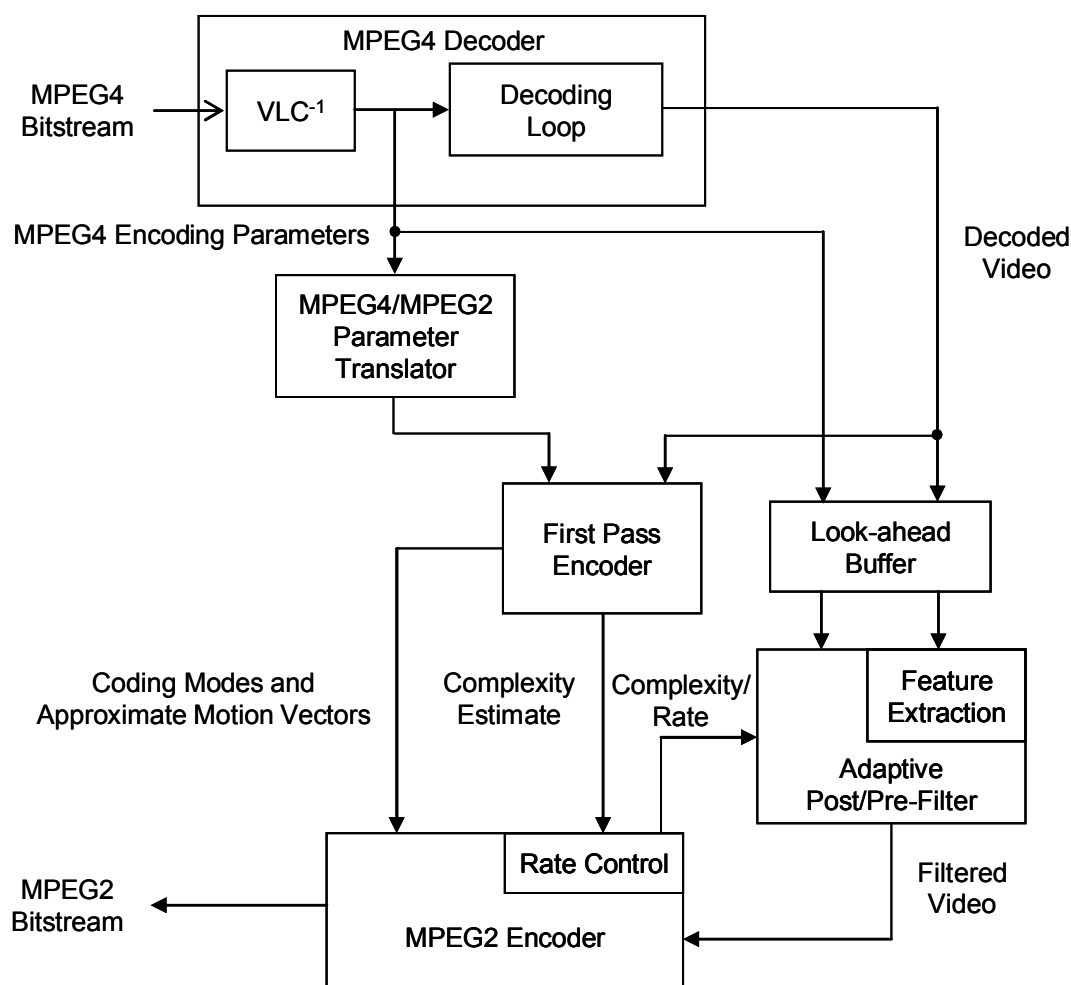 MPEG4 Decoder
MPEG4
Bitstream
VLC-1
Decoding
Loop
MPEG4 Encoding Parameters
Decoded
Video
MPEG4/MPEG2
Parameter
Translator
First Pass
Encoder
Look-ahead
Buffer
Coding Modes and
Approximate Motion Vectors
Complexity
Estimate
Complexity/
Rate
Feature
Extraction
Adaptive
Post/Pre-Filter
Rate Control
MPEG2
Bitstream
MPEG2 Encoder
Filtered
Video